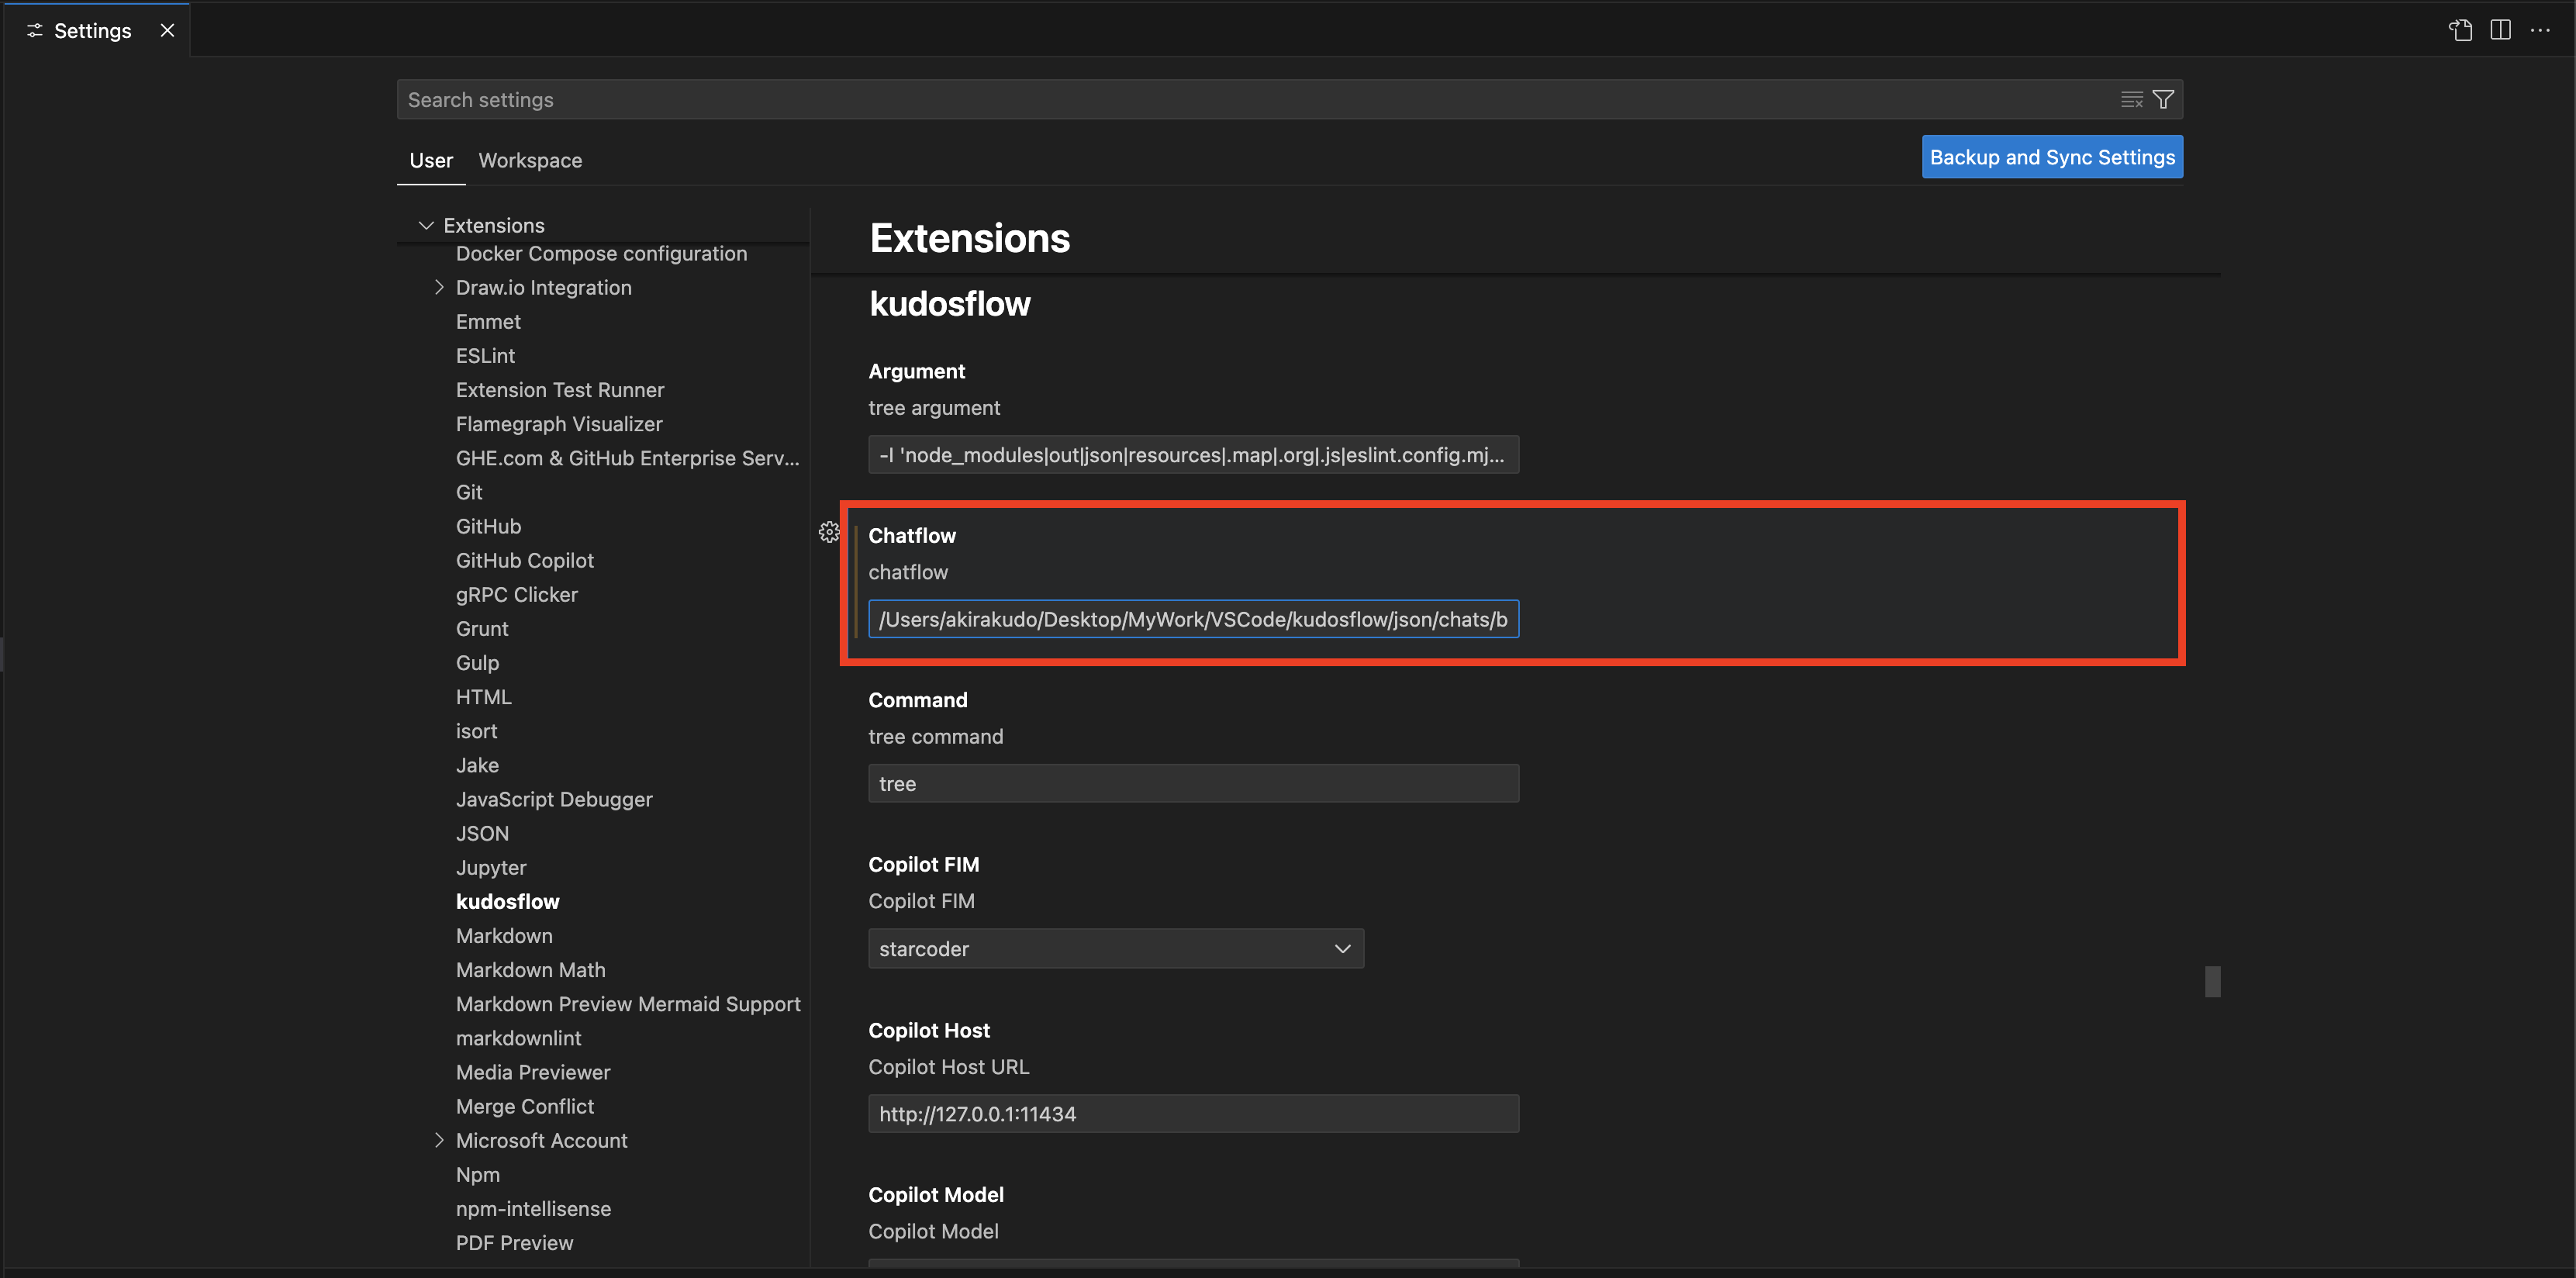 Settings
Search settings
User
Workspace
Backup and Sync Settings
Extensions
Docker Compose configuration
Draw.io Integration
Emmet
ESLint
Extension Test Runner
Flamegraph Visualizer
GHE.com & GitHub Enterprise Serv...
Git
GitHub
GitHub Copilot
gRPC Clicker
Grunt
Gulp
HTML
isort
Jake
JavaScript Debugger
JSON
Jupyter
kudosflow
Markdown
Markdown Math
Markdown Preview Mermaid Support
markdownlint
Media Previewer
Merge Conflict
Microsoft Account
Npm
npm-intellisense
PDF Preview
Extensions
kudosflow
Argument
tree argument
-I 'node_modules|out|json|resources|.map|.org|.js|eslint.config.mj...
Chatflow
chatflow
/Users/akirakudo/Desktop/MyWork/VSCode/kudosflow/json/chats/b
Command
tree command
tree
Copilot FIM
Copilot FIM
starcoder
Copilot Host
Copilot Host URL
http://127.0.0.1:11434
Copilot Model
Copilot Model